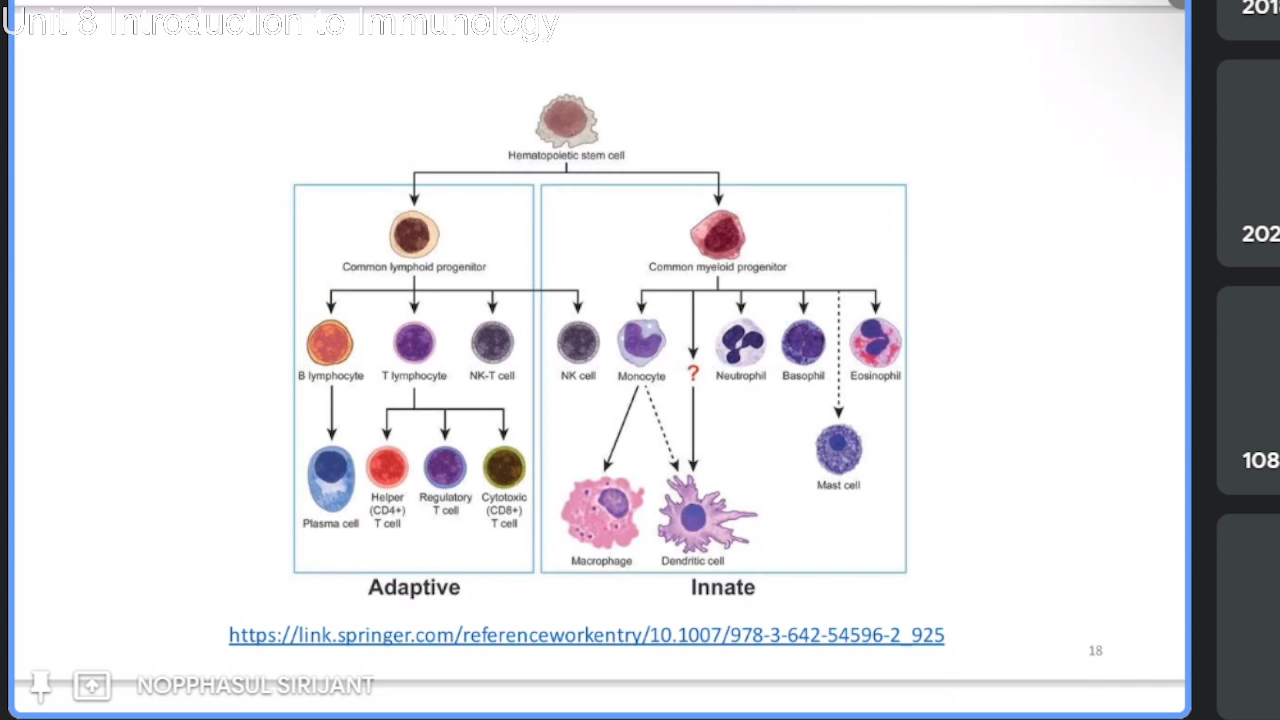 Unit 8 Introduction to Immunology
Hematopoietic stem cell
Common lymphoid progenitor
Common myeloid progenitor
B lymphocyte
T lymphocyte
NK-T cell
NK cell
Monocyte
?
Neutrophil
Basophil
Eosinophil
Plasma cell
Helper
(CD4+)
T cell
Regulatory
T cell
Cytotoxic
(CD8+)
T cell
Mast cell
Macrophage
Dendritic cell
Adaptive
Innate
https://link.springer.com/referenceworkentry/10.1007/978-3-642-54596-2_925
18
NOPPHASUL SIRIJANT
202
108